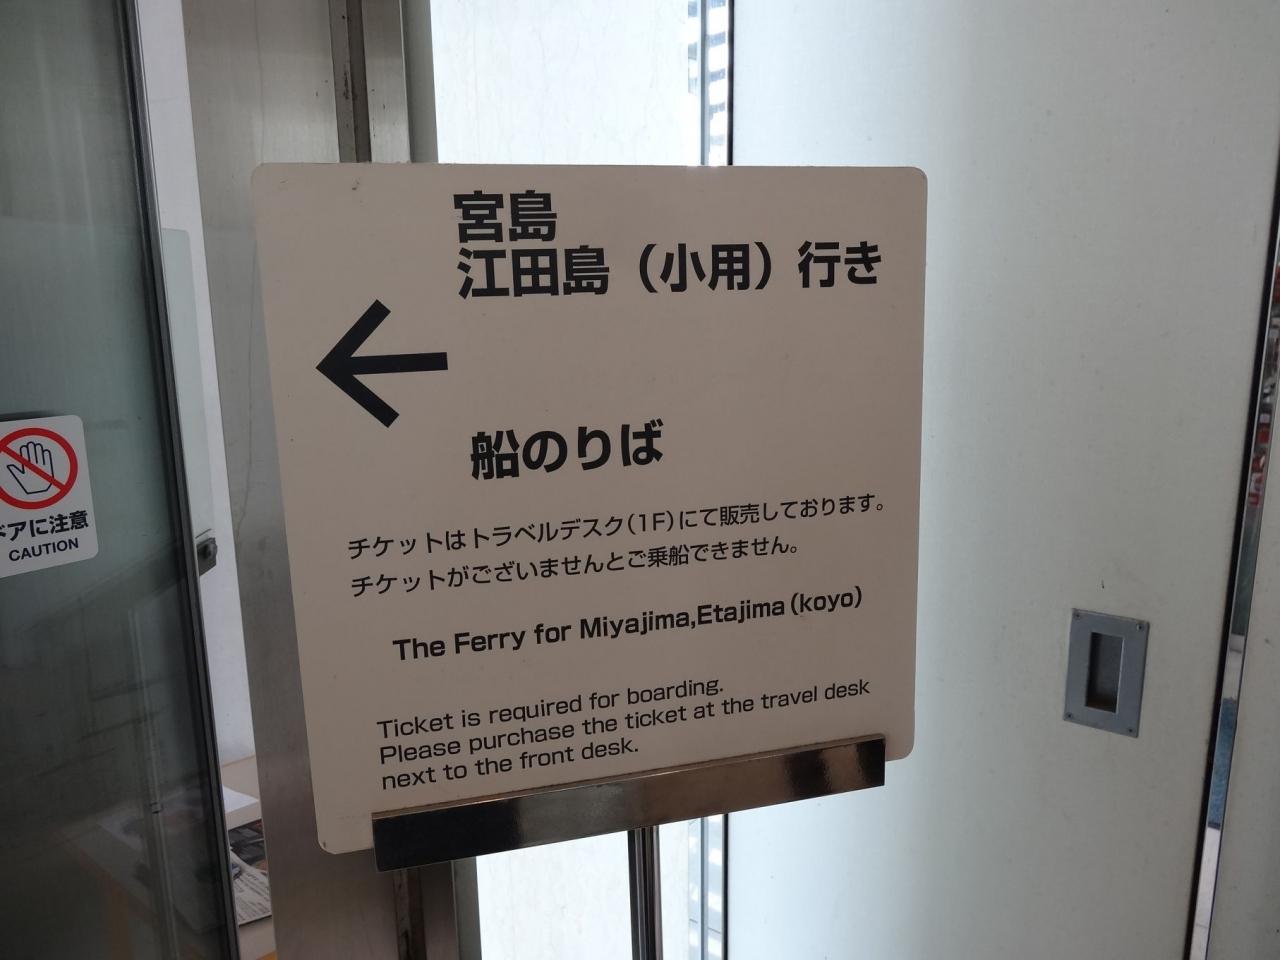 宮島
江田島（小用）行き
←
船のりば
チケットはトラベルデスク(1F)にて販売しております。
チケットがございませんとご乗船できません。
The Ferry for Miyajima,Etajima(koyo)
Ticket is required for boarding.
Please purchase the ticket at the travel desk
next to the front desk.
ドアに注意
CAUTION